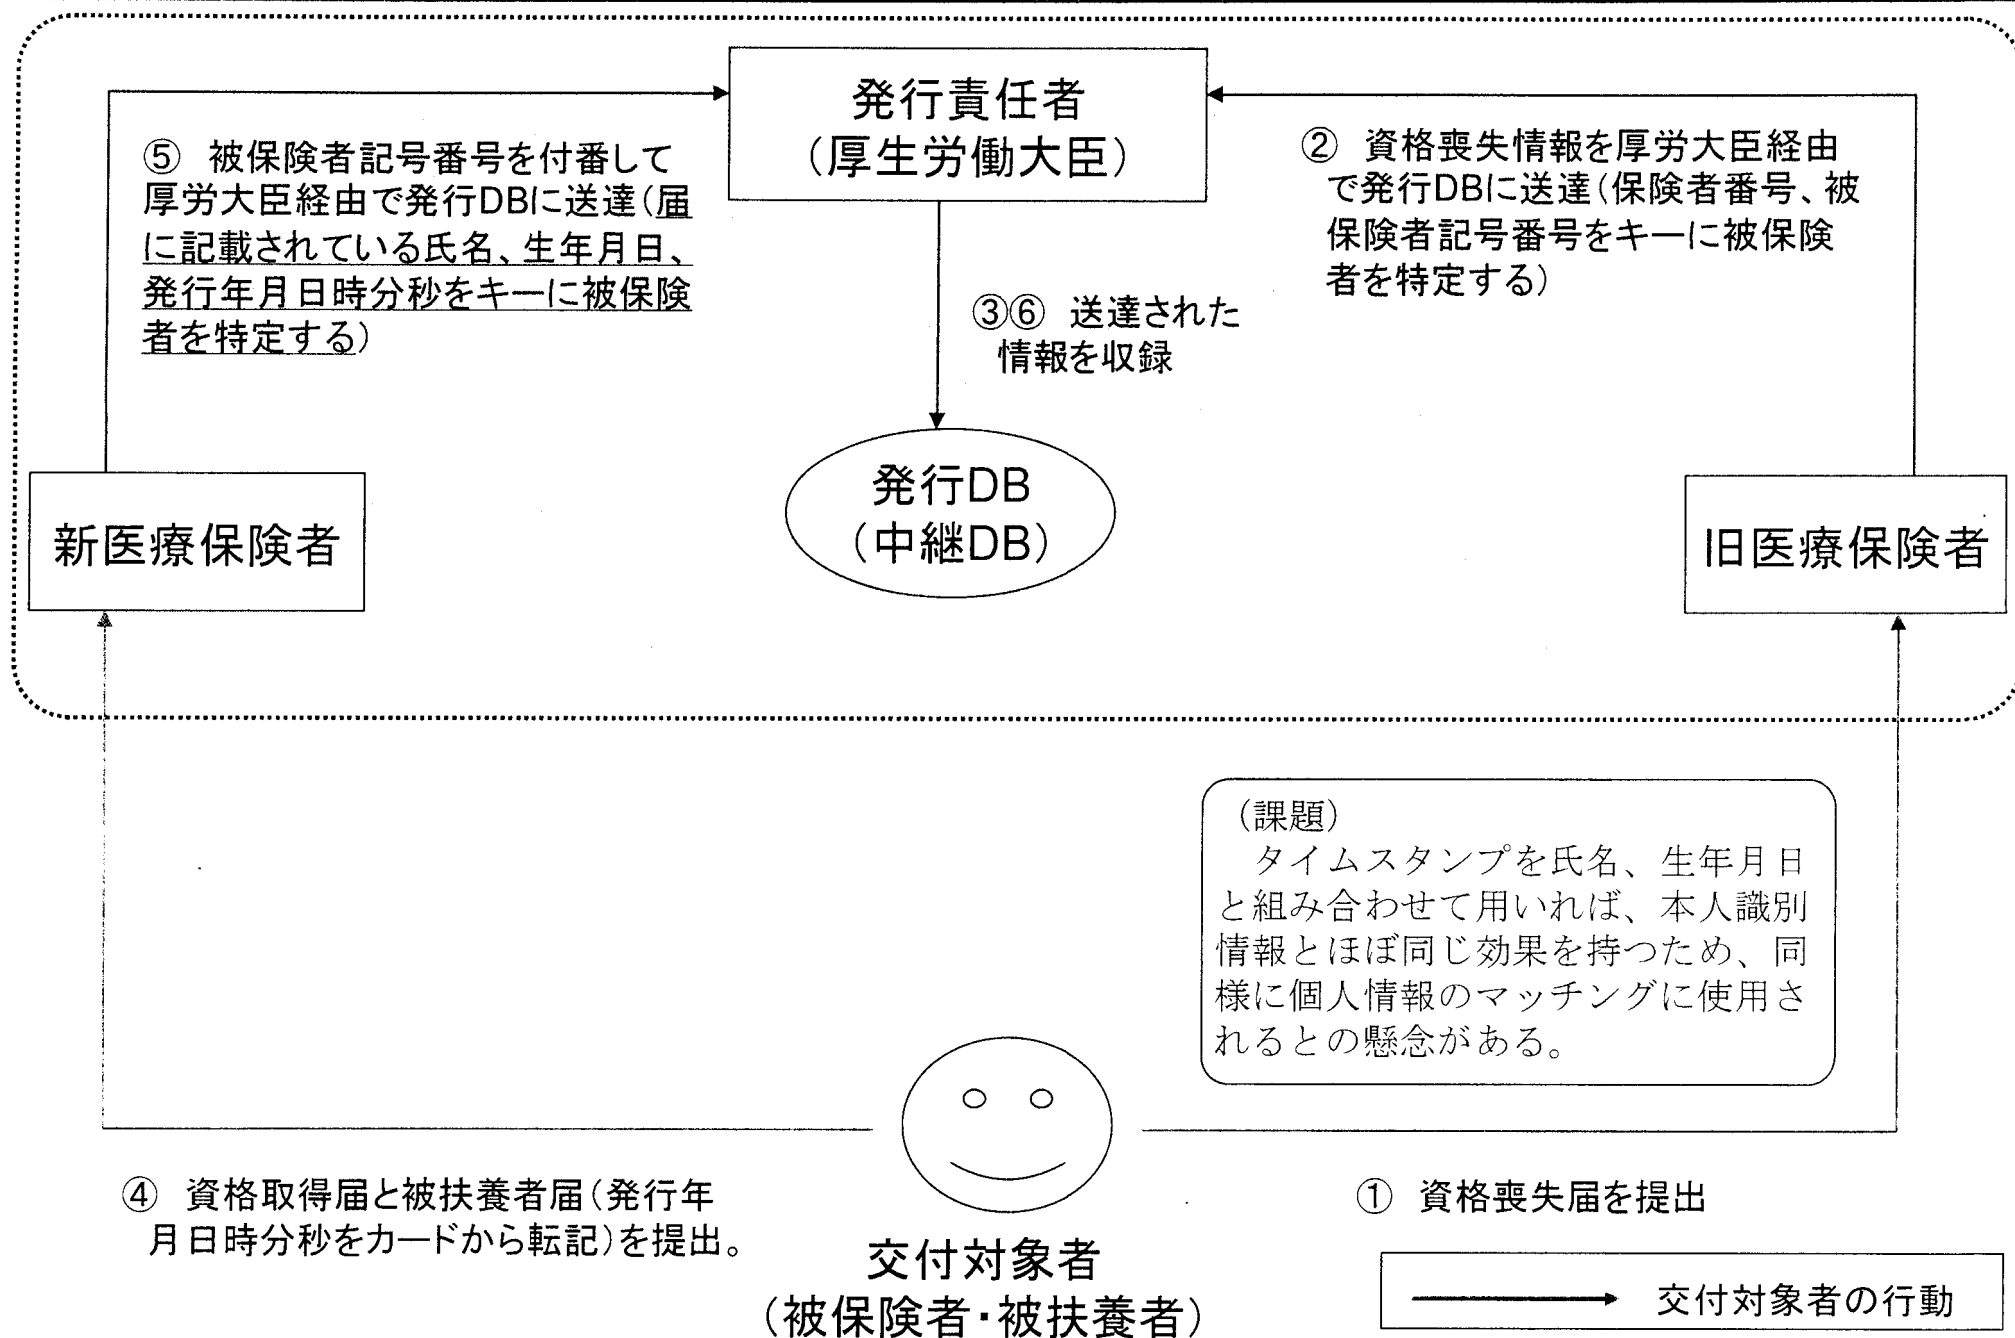 発行責任者
(厚生労働大臣)
⑤ 被保険者記号番号を付番して
厚労大臣経由で発行DBに送達(届
に記載されている氏名、生年月日、
発行年月日時分秒をキーに被保険
者を特定する)
② 資格喪失情報を厚労大臣経由
で発行DBに送達(保険者番号、被
保険者記号番号をキーに被保険
者を特定する)
③⑥ 送達された
情報を収録
発行DB
(中継DB)
新医療保険者
旧医療保険者
(課題)
タイムスタンプを氏名、生年月日
と組み合わせて用いれば、本人識別
情報とほぼ同じ効果を持つため、同
様に個人情報のマッチングに使用さ
れるとの懸念がある。
④ 資格取得届と被扶養者届(発行年
月日時分秒をカードから転記)を提出。
① 資格喪失届を提出
交付対象者
(被保険者・被扶養者)
交付対象者の行動